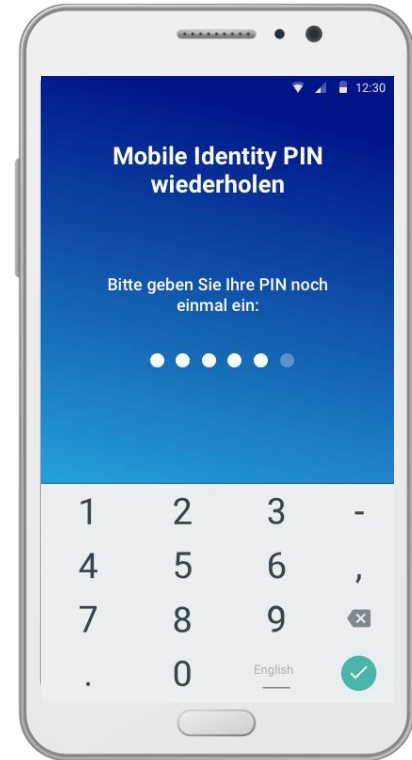 12:30
Mobile Identity PIN
wiederholen
Bitte geben Sie Ihre PIN noch
einmal ein:
1 2 3 -
4 5 6 ,
7 8 9
. 0 English